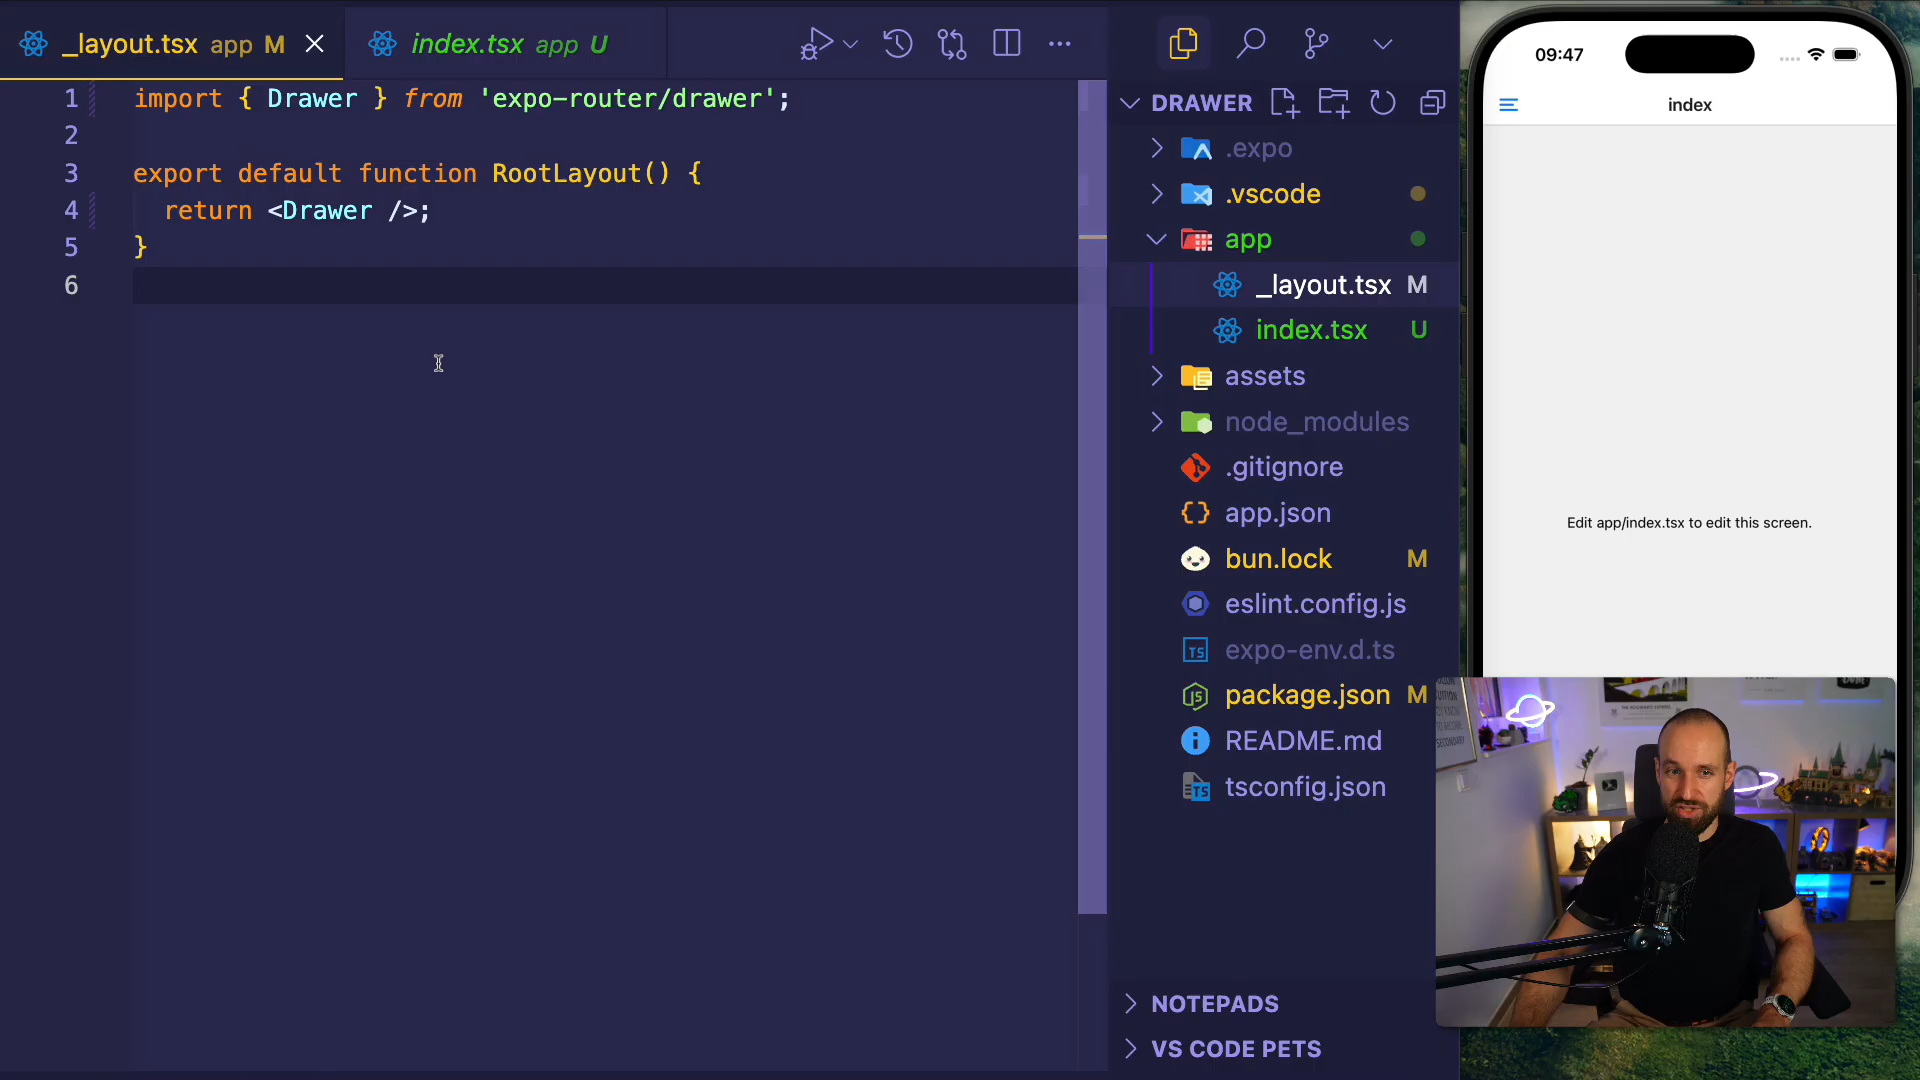 _layout.tsx app M
index.tsx app U
1 import { Drawer } from 'expo-router/drawer';
2
3 export default function RootLayout() {
4 return <Drawer />;
5 }
6
DRAWER
.expo
.vscode
app
_layout.tsx M
index.tsx U
assets
node_modules
.gitignore
app.json
bun.lock M
eslint.config.js
expo-env.d.ts
package.json M
README.md
tsconfig.json
NOTEPADS
VS CODE PETS
09:47
index
Edit app/index.tsx to edit this screen.